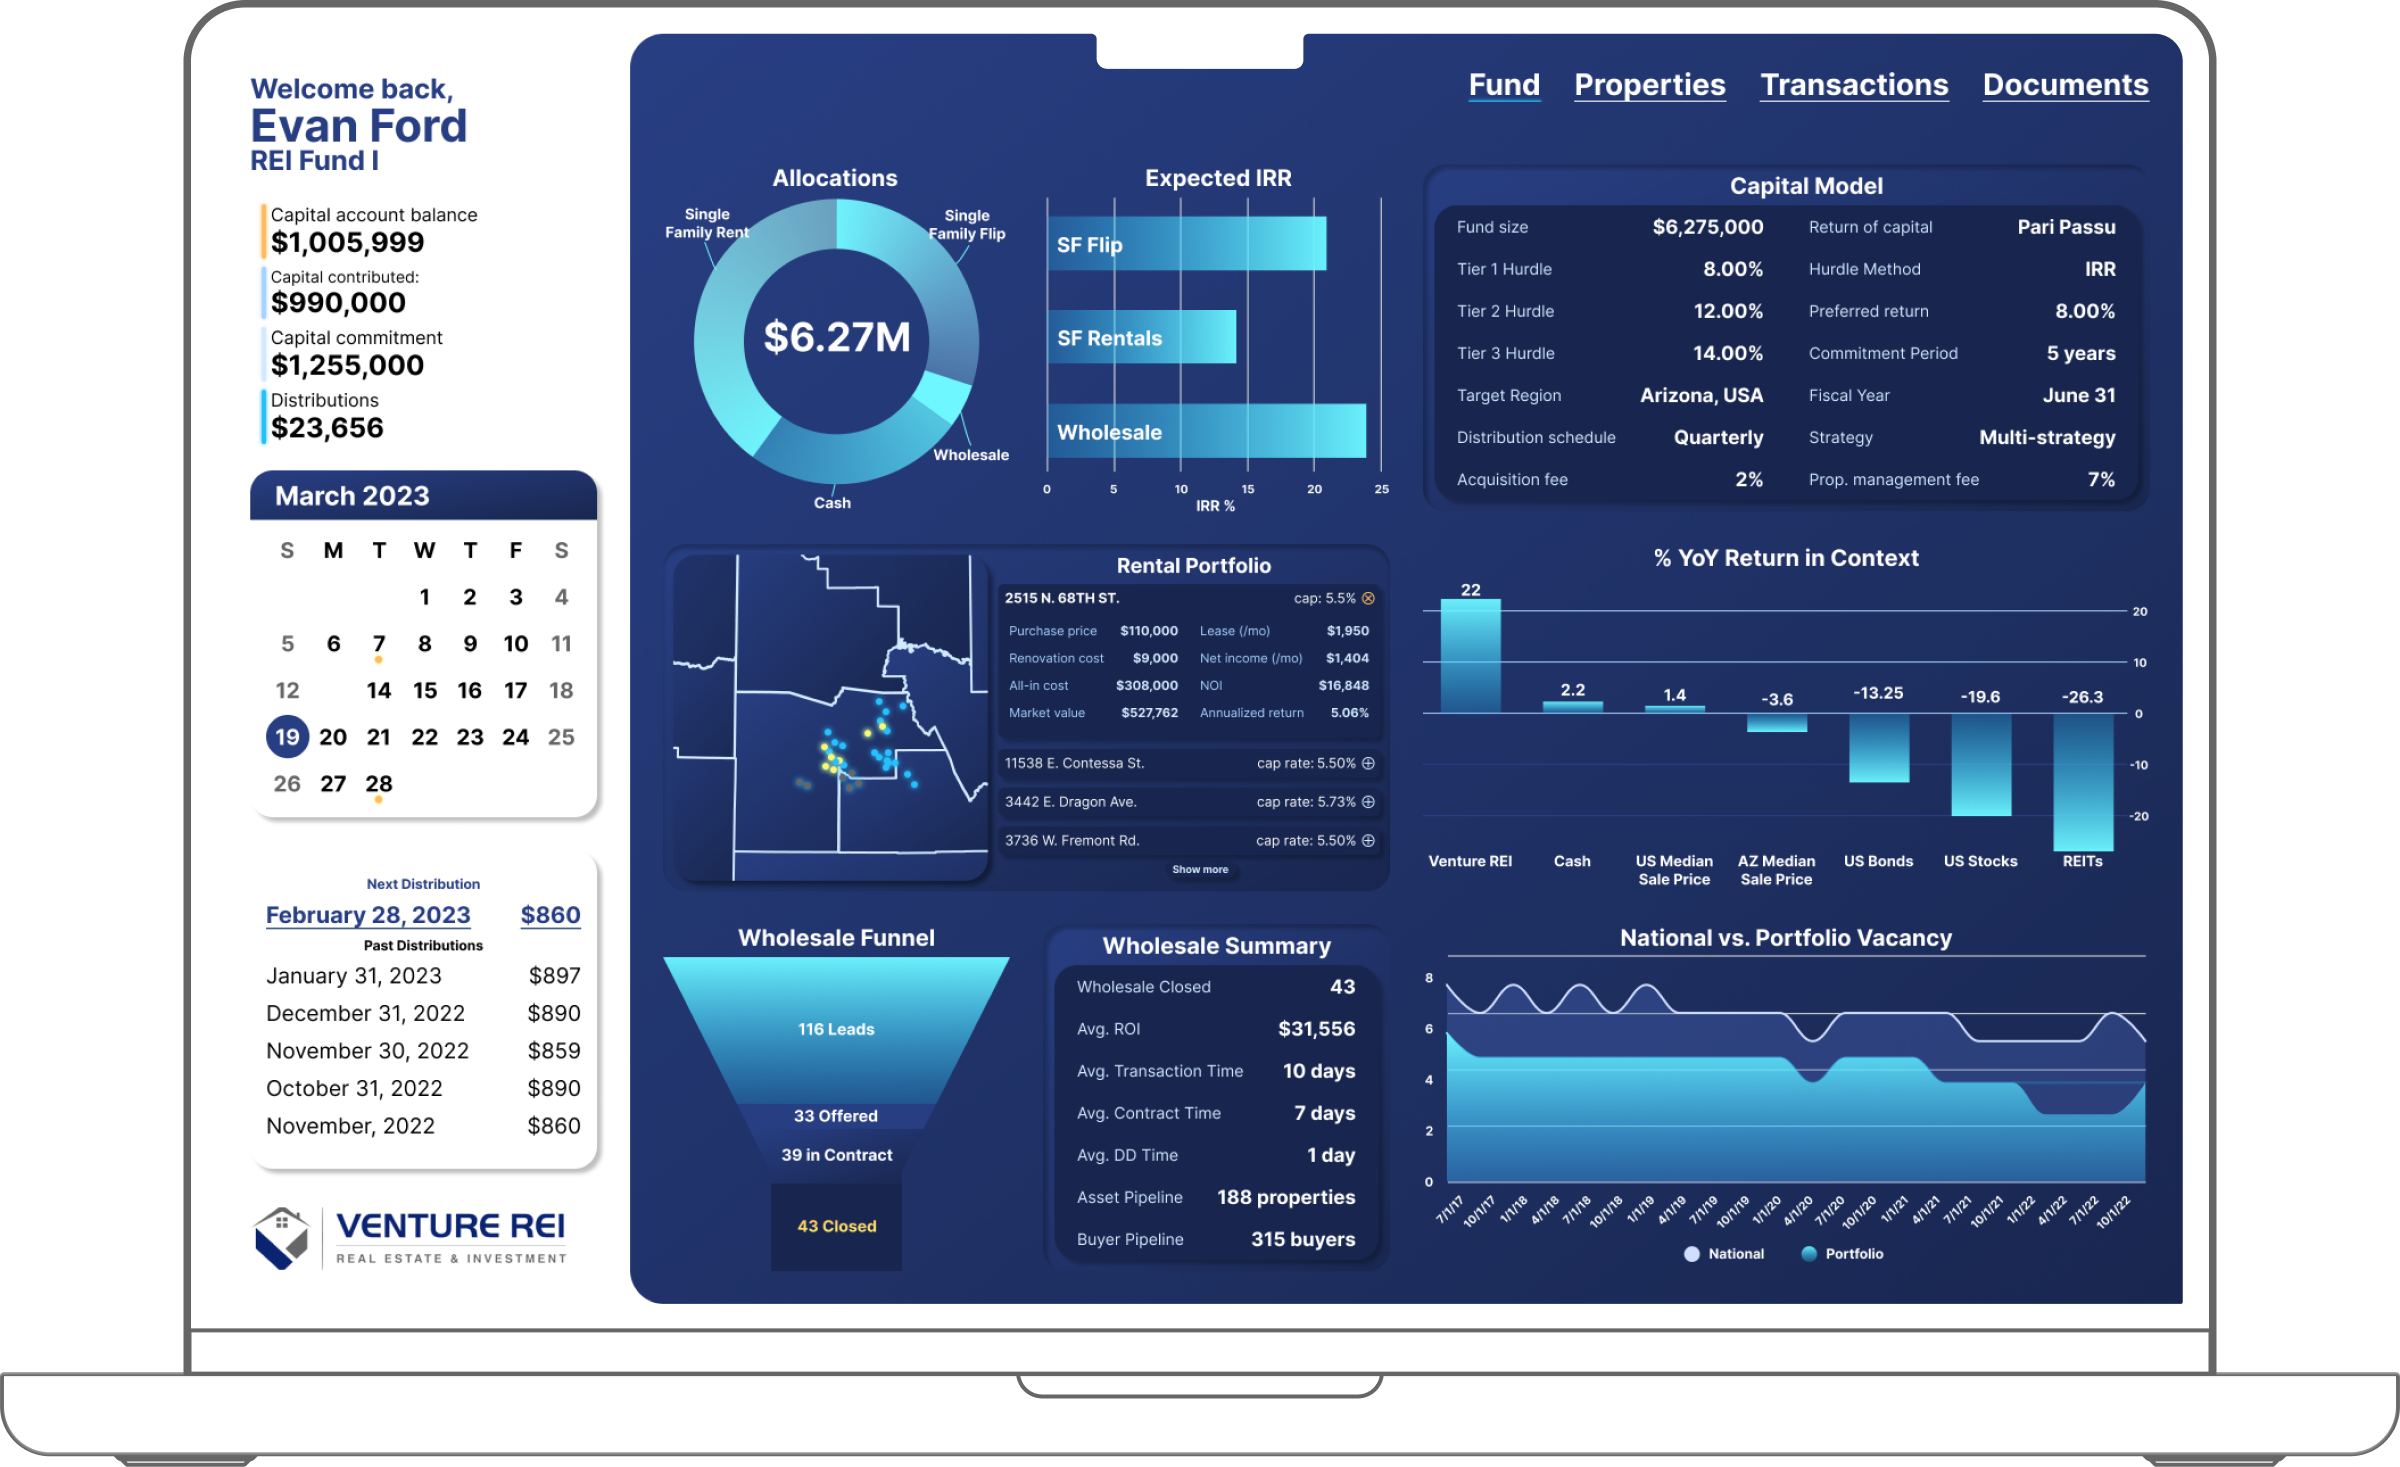 Welcome back,
Evan Ford
REI Fund I
Capital account balance
$1,005,999
Capital contributed:
$990,000
Capital commitment
$1,255,000
Distributions
$23,656
March 2023
S M T W T F S
1 2 3 4
5 6 7 8 9 10 11
12 14 15 16 17 18
19 20 21 22 23 24 25
26 27 28
Next Distribution
February 28, 2023 $860
Past Distributions
January 31, 2023 $897
December 31, 2022 $890
November 30, 2022 $859
October 31, 2022 $890
November, 2022 $860
VENTURE REI
REAL ESTATE & INVESTMENT
Fund Properties Transactions Documents
Allocations
Single
Family Rent
Single
Family Flip
$6.27M
Wholesale
Cash
Expected IRR
SF Flip
SF Rentals
Wholesale
0 5 10 15 20 25
IRR %
Capital Model
Fund size $6,275,000 Return of capital Pari Passu
Tier 1 Hurdle 8.00% Hurdle Method IRR
Tier 2 Hurdle 12.00% Preferred return 8.00%
Tier 3 Hurdle 14.00% Commitment Period 5 years
Target Region Arizona, USA Fiscal Year June 31
Distribution schedule Quarterly Strategy Multi-strategy
Acquisition fee 2% Prop. management fee 7%
Rental Portfolio
2515 N. 68TH ST. cap: 5.5%
Purchase price $110,000 Lease (/mo) $1,950
Renovation cost $9,000 Net income (/mo) $1,404
All-in cost $308,000 NOI $16,848
Market value $527,762 Annualized return 5.06%
11538 E. Contessa St. cap rate: 5.50%
3442 E. Dragon Ave. cap rate: 5.73%
3736 W. Fremont Rd. cap rate: 5.50%
Show more
% YoY Return in Context
22 2.2 1.4 -3.6 -13.25 -19.6 -26.3
20
10
0
-10
-20
Venture REI
Cash
US Median
Sale Price
AZ Median
Sale Price
US Bonds
US Stocks
REITs
Wholesale Funnel
116 Leads
33 Offered
39 in Contract
43 Closed
Wholesale Summary
Wholesale Closed 43
Avg. ROI $31,556
Avg. Transaction Time 10 days
Avg. Contract Time 7 days
Avg. DD Time 1 day
Asset Pipeline 188 properties
Buyer Pipeline 315 buyers
National vs. Portfolio Vacancy
8
6
4
2
0
7/1/17 10/1/17 1/1/18 4/1/18 7/1/18 10/1/18 1/1/19 4/1/19 7/1/19 10/1/19 1/1/20 4/1/20 7/1/20 10/1/20 1/1/21 4/1/21 7/1/21 10/1/21 1/1/22 4/1/22 7/1/22 10/1/22
National Portfolio